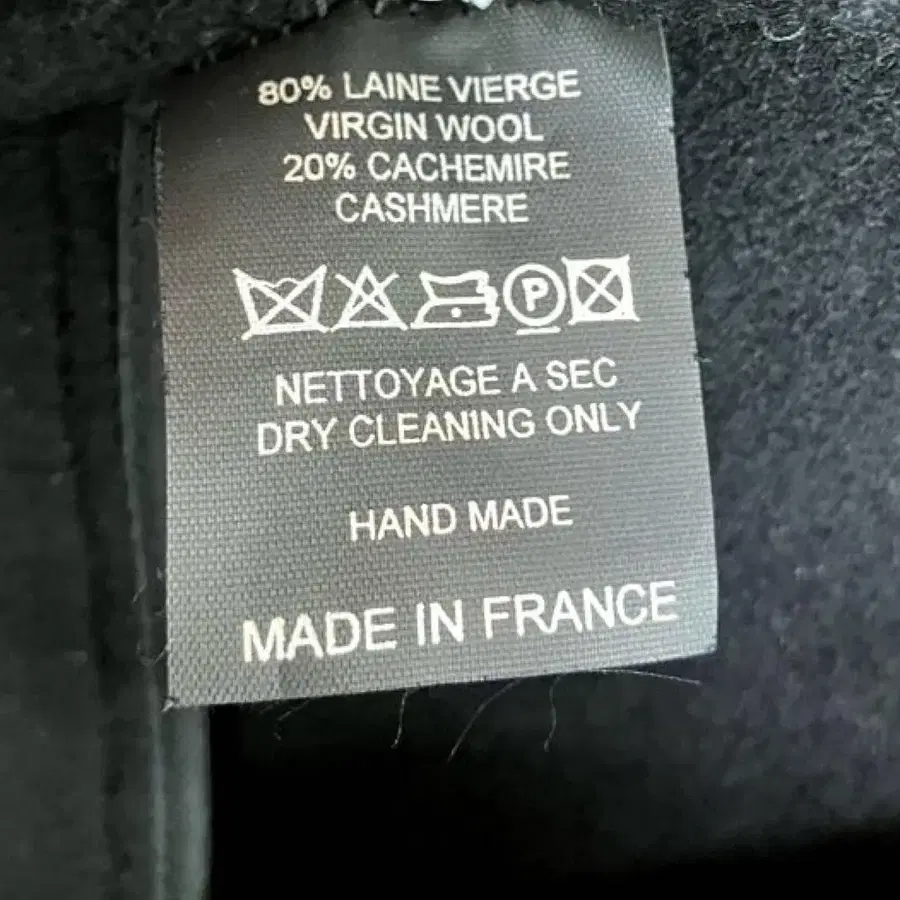 80% LAINE VIERGE
VIRGIN WOOL
20% CACHEMIRE
CASHMERE
P
NETTOYAGE A SEC
DRY CLEANING ONLY
HAND MADE
MADE IN FRANCE